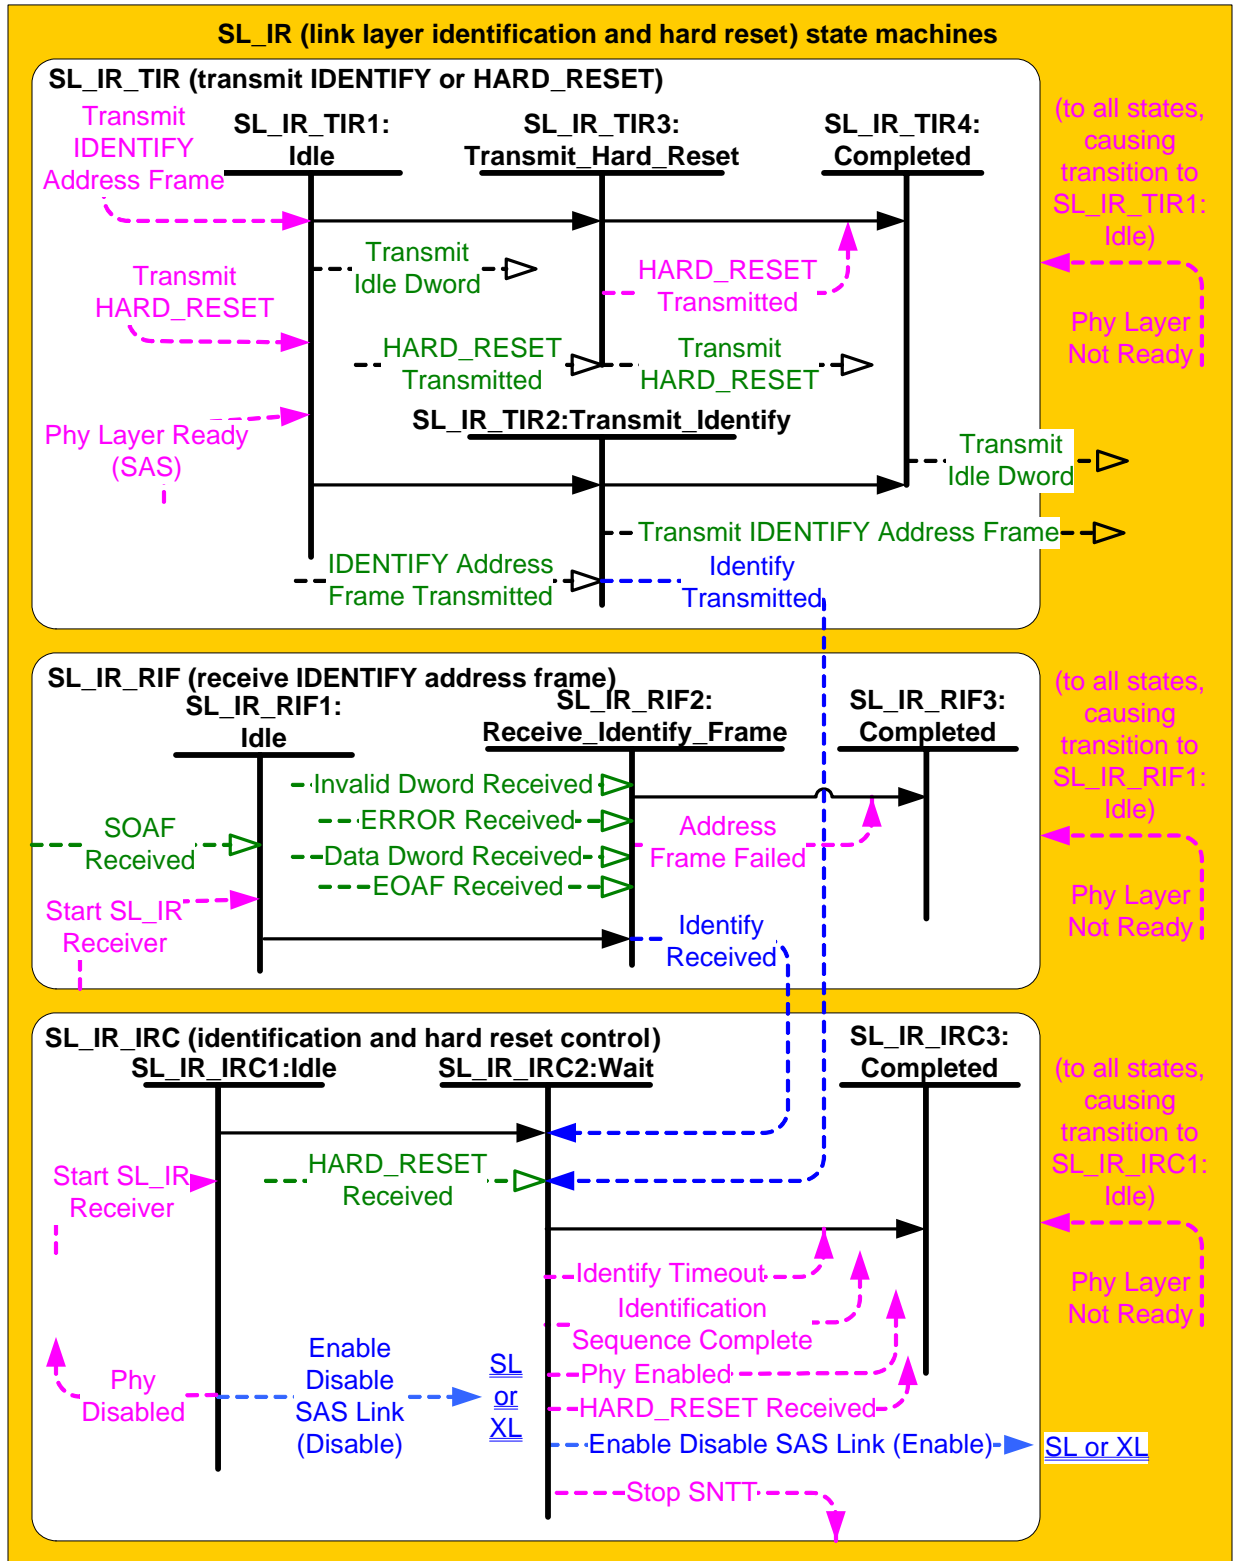 SL_IR (link layer identification and hard reset) state machines
SL_IR_TIR (transmit IDENTIFY or HARD_RESET)
Transmit
IDENTIFY
Address Frame
SL_IR_TIR1:
Idle
SL_IR_TIR3:
Transmit_Hard_Reset
SL_IR_TIR4:
Completed
(to all states,
causing
transition to
SL_IR_TIR1:
Idle)
Transmit
Idle Dword
HARD_RESET
Transmitted
Transmit
HARD_RESET
Phy Layer
Not Ready
HARD_RESET
Transmitted
Transmit
HARD_RESET
SL_IR_TIR2:Transmit_Identify
Phy Layer Ready
(SAS)
Transmit
Idle Dword
Transmit IDENTIFY Address Frame
IDENTIFY Address
Frame Transmitted
Identify
Transmitted
SL_IR_RIF (receive IDENTIFY address frame)
SL_IR_RIF1:
Idle
SL_IR_RIF2:
Receive_Identify_Frame
SL_IR_RIF3:
Completed
(to all states,
causing
transition to
SL_IR_RIF1:
Idle)
Invalid Dword Received
ERROR Received
Data Dword Received
EOAF Received
SOAF
Received
Address
Frame Failed
Start SL_IR
Receiver
Identify
Received
Phy Layer
Not Ready
SL_IR_IRC (identification and hard reset control)
SL_IR_IRC1:Idle
SL_IR_IRC2:Wait
SL_IR_IRC3:
Completed
(to all states,
causing
transition to
SL_IR_IRC1:
Idle)
Start SL_IR
Receiver
HARD_RESET
Received
Identify Timeout
Identification
Sequence Complete
Phy Layer
Not Ready
Phy
Disabled
Enable
Disable
SAS Link
(Disable)
SL
or
XL
Phy Enabled
HARD_RESET Received
Enable Disable SAS Link (Enable)
SL or XL
Stop SNTT